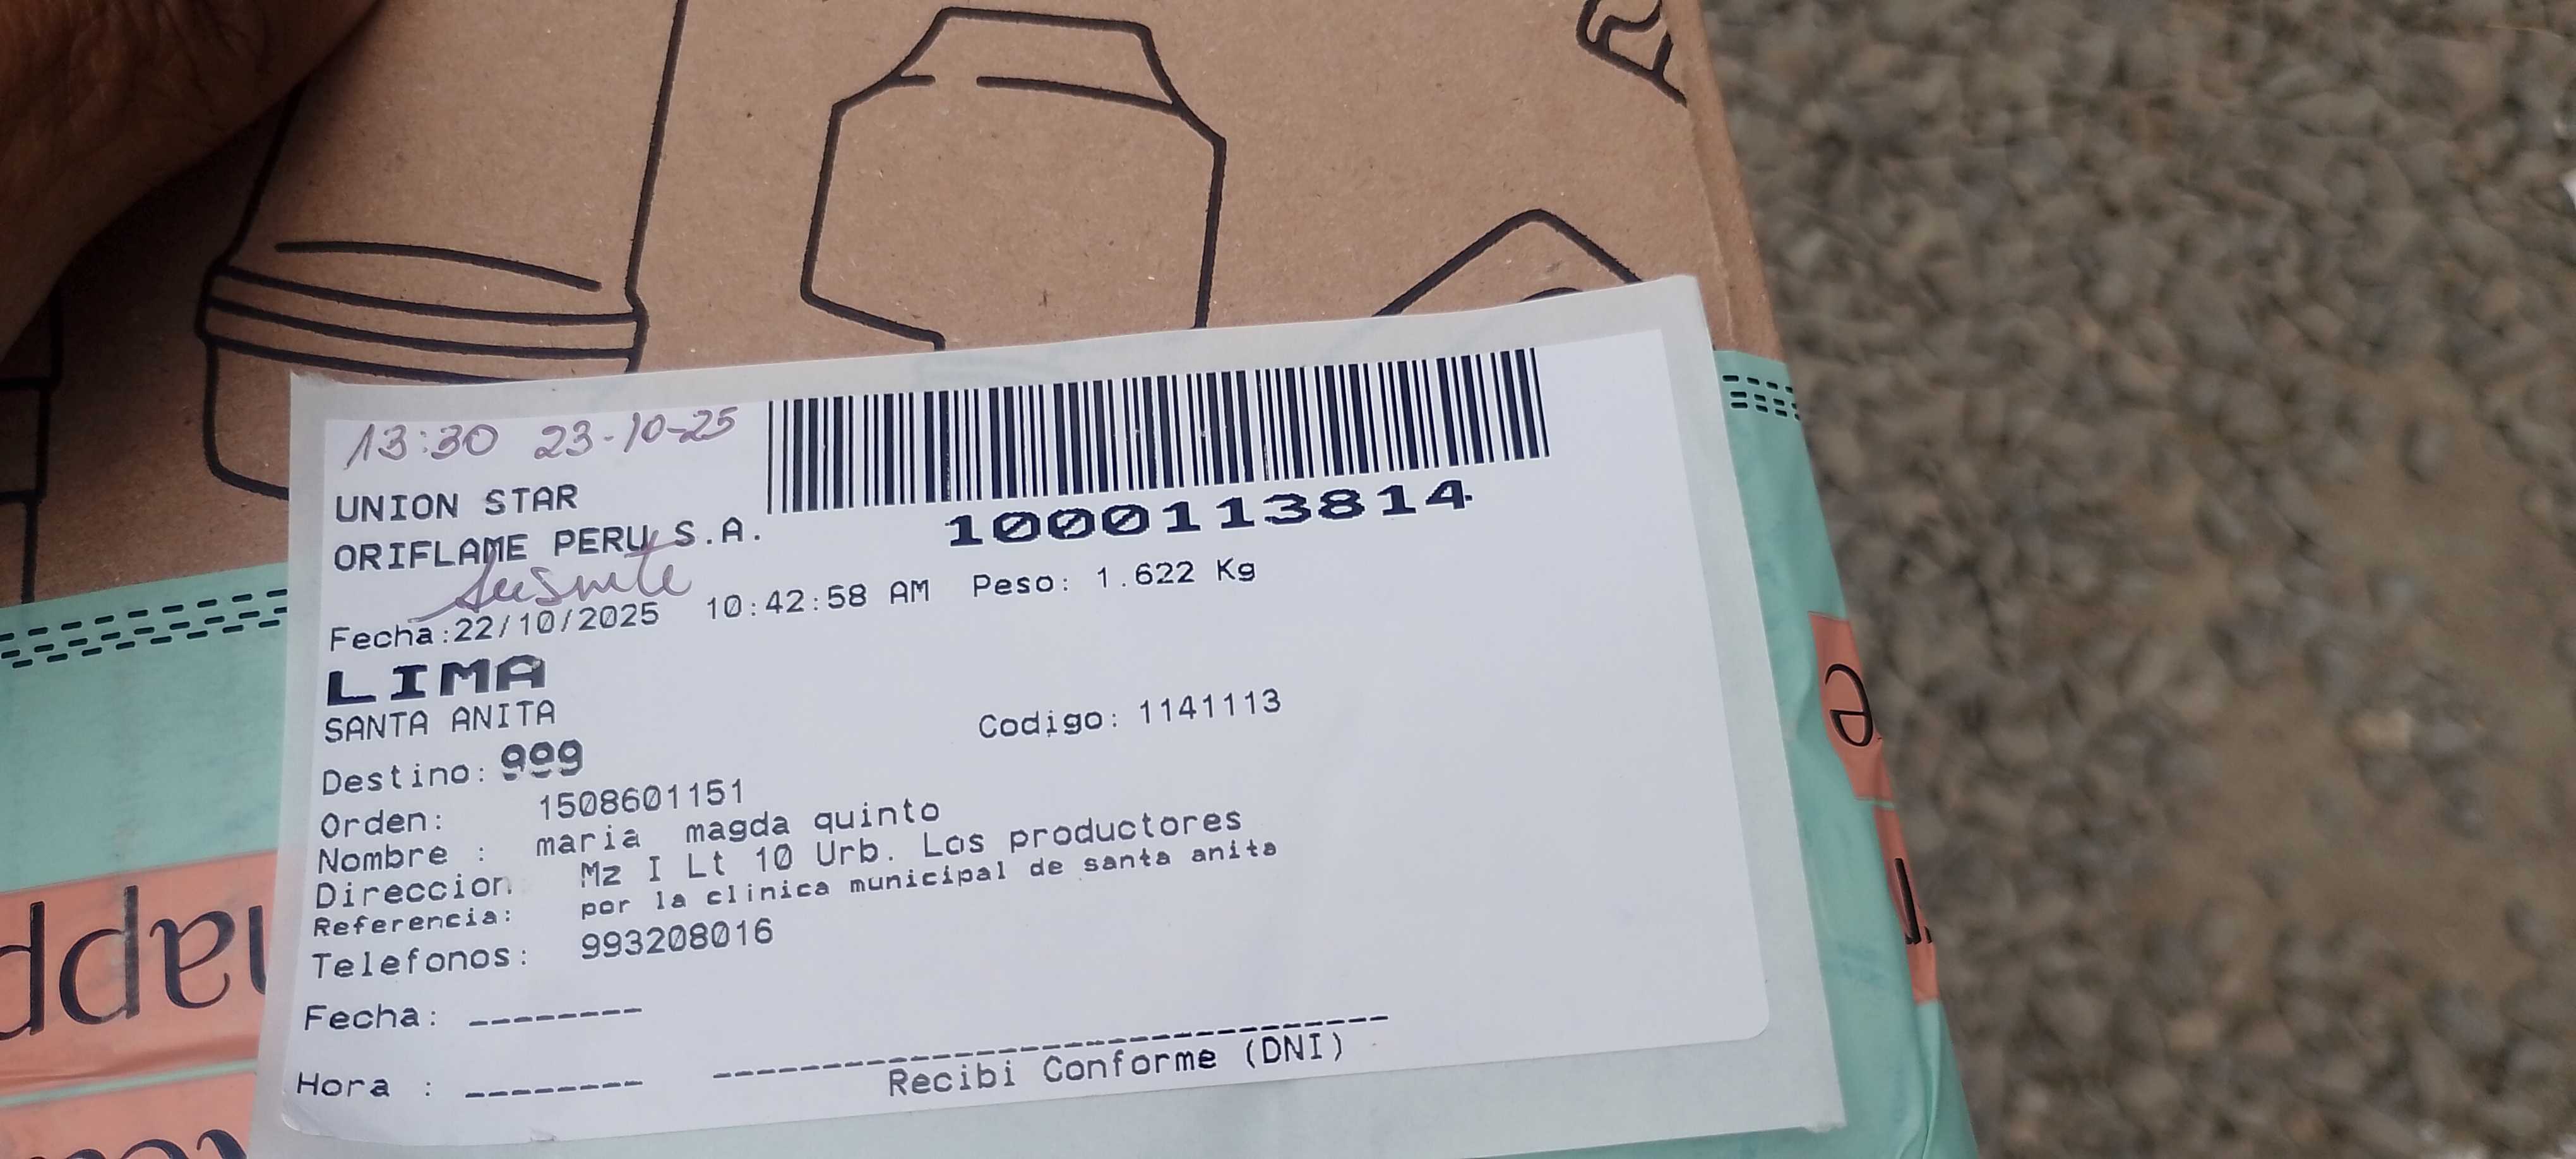 13:30 23-10-25
UNION STAR
ORIFLAME PERU S.A.
1000113814
Ausente
Fecha:22/10/2025 10:42:58 AM Peso: 1.622 Kg
LIMA
SANTA ANITA
Codigo: 1141113
Destino: 999
Orden: 1508601151
Nombre : maria magda quinto
Direccion Mz I Lt 10 Urb. Los productores
Referencia: por la clinica municipal de santa anita
Telefonos: 993208016
Fecha: --------
Hora : --------
Recibi Conforme (DNI)